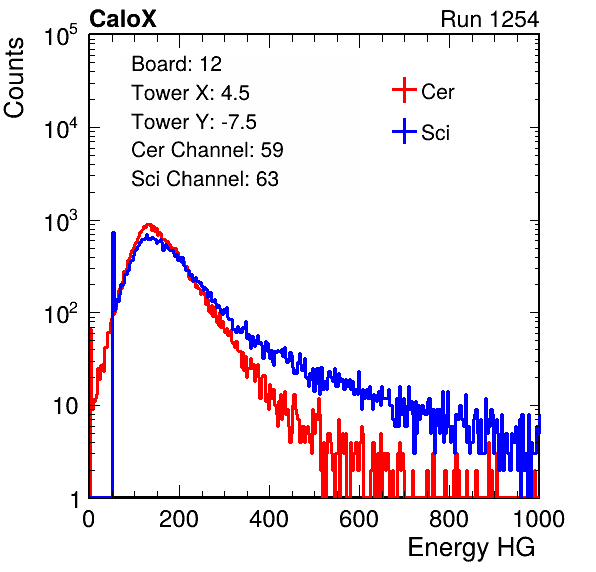 CaloX Run 1254
Counts
10^5
10^4
10^3
10^2
10
1
Board: 12
Tower X: 4.5
Tower Y: -7.5
Cer Channel: 59
Sci Channel: 63
Cer
Sci
0 200 400 600 800 1000
Energy HG